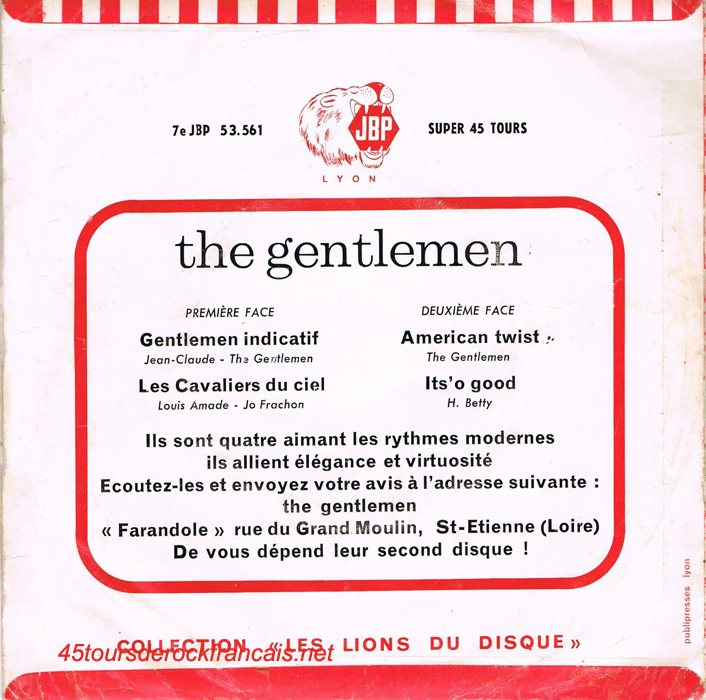 7e JBP 53.561
JBP
SUPER 45 TOURS
LYON
the gentlemen
PREMIÈRE FACE
Gentlemen indicatif
Jean-Claude - The Gentlemen
Les Cavaliers du ciel
Louis Amade - Jo Frachon
DEUXIÈME FACE
American twist
The Gentlemen
Its'o good
H. Betty
Ils sont quatre aimant les rythmes modernes
ils allient élégance et virtuosité
Ecoutez-les et envoyez votre avis à l'adresse suivante :
the gentlemen
« Farandole » rue du Grand Moulin, St-Etienne (Loire)
De vous dépend leur second disque !
COLLECTION « LES LIONS DU DISQUE »
45toursderockfrancais.net
publipresses lyon